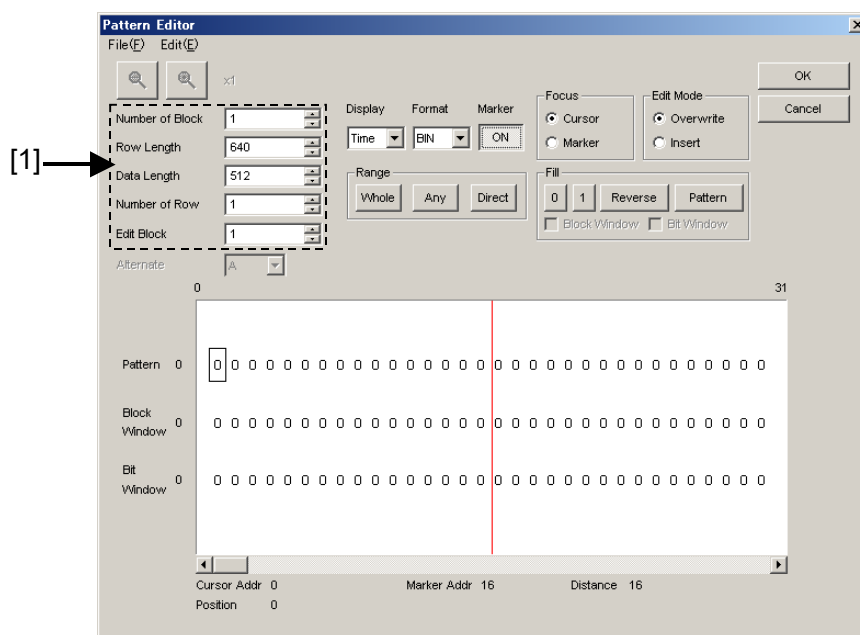 Pattern Editor
File(F) Edit(E)
x1
OK
Cancel
[1]
Number of Block 1
Row Length 640
Data Length 512
Number of Row 1
Edit Block 1
Alternate A
Display Format Marker
Time BIN ON
Focus
Cursor
Marker
Edit Mode
Overwrite
Insert
Range
Whole Any Direct
Fill
0 1 Reverse Pattern
Block Window Bit Window
0 31
Pattern 0 0 0 0 0 0 0 0 0 0 0 0 0 0 0 0 0 0 0 0 0 0 0 0 0 0 0 0 0 0 0 0 0
Block
Window 0 0 0 0 0 0 0 0 0 0 0 0 0 0 0 0 0 0 0 0 0 0 0 0 0 0 0 0 0 0 0 0 0
Bit
Window 0 0 0 0 0 0 0 0 0 0 0 0 0 0 0 0 0 0 0 0 0 0 0 0 0 0 0 0 0 0 0 0 0
Cursor Addr 0 Marker Addr 16 Distance 16
Position 0